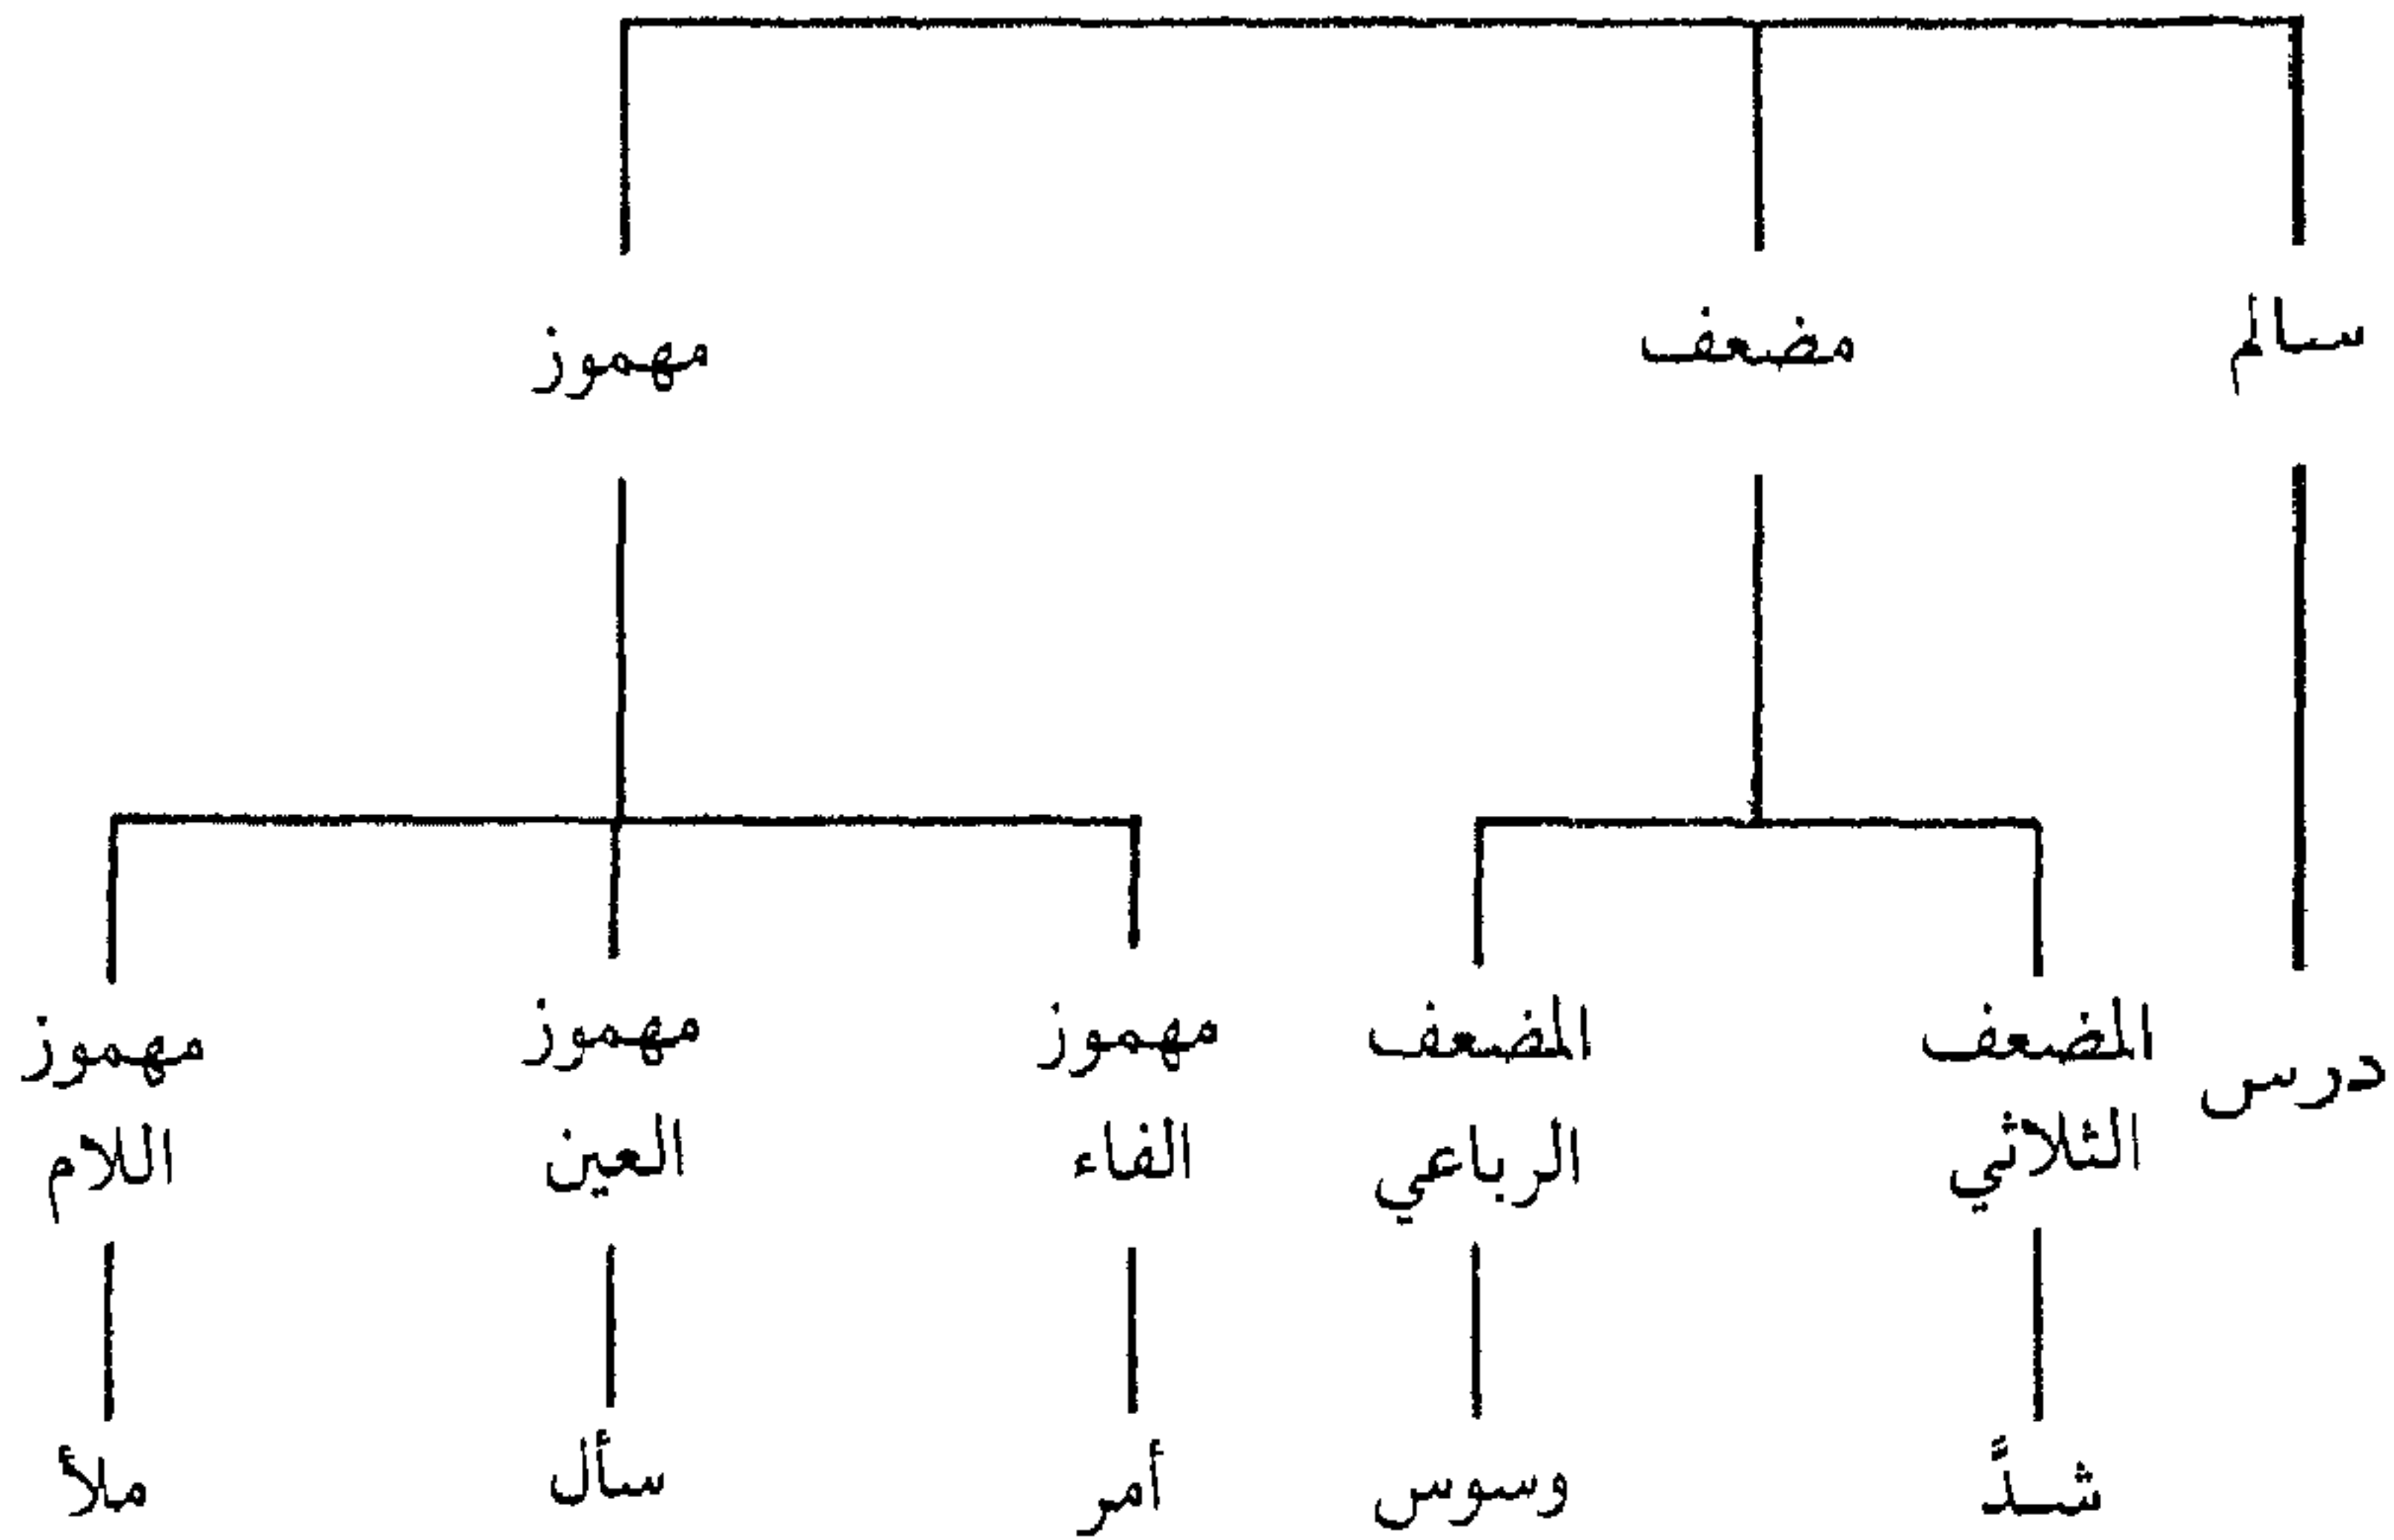 سالم
مضعف
مهموز
درس
المضعف
الثلاثي
المضعف
الرباعي
مهموز
الفاء
مهموز
العين
مهموز
اللام
شدَّ
وسوس
أمر
سأل
ملأ